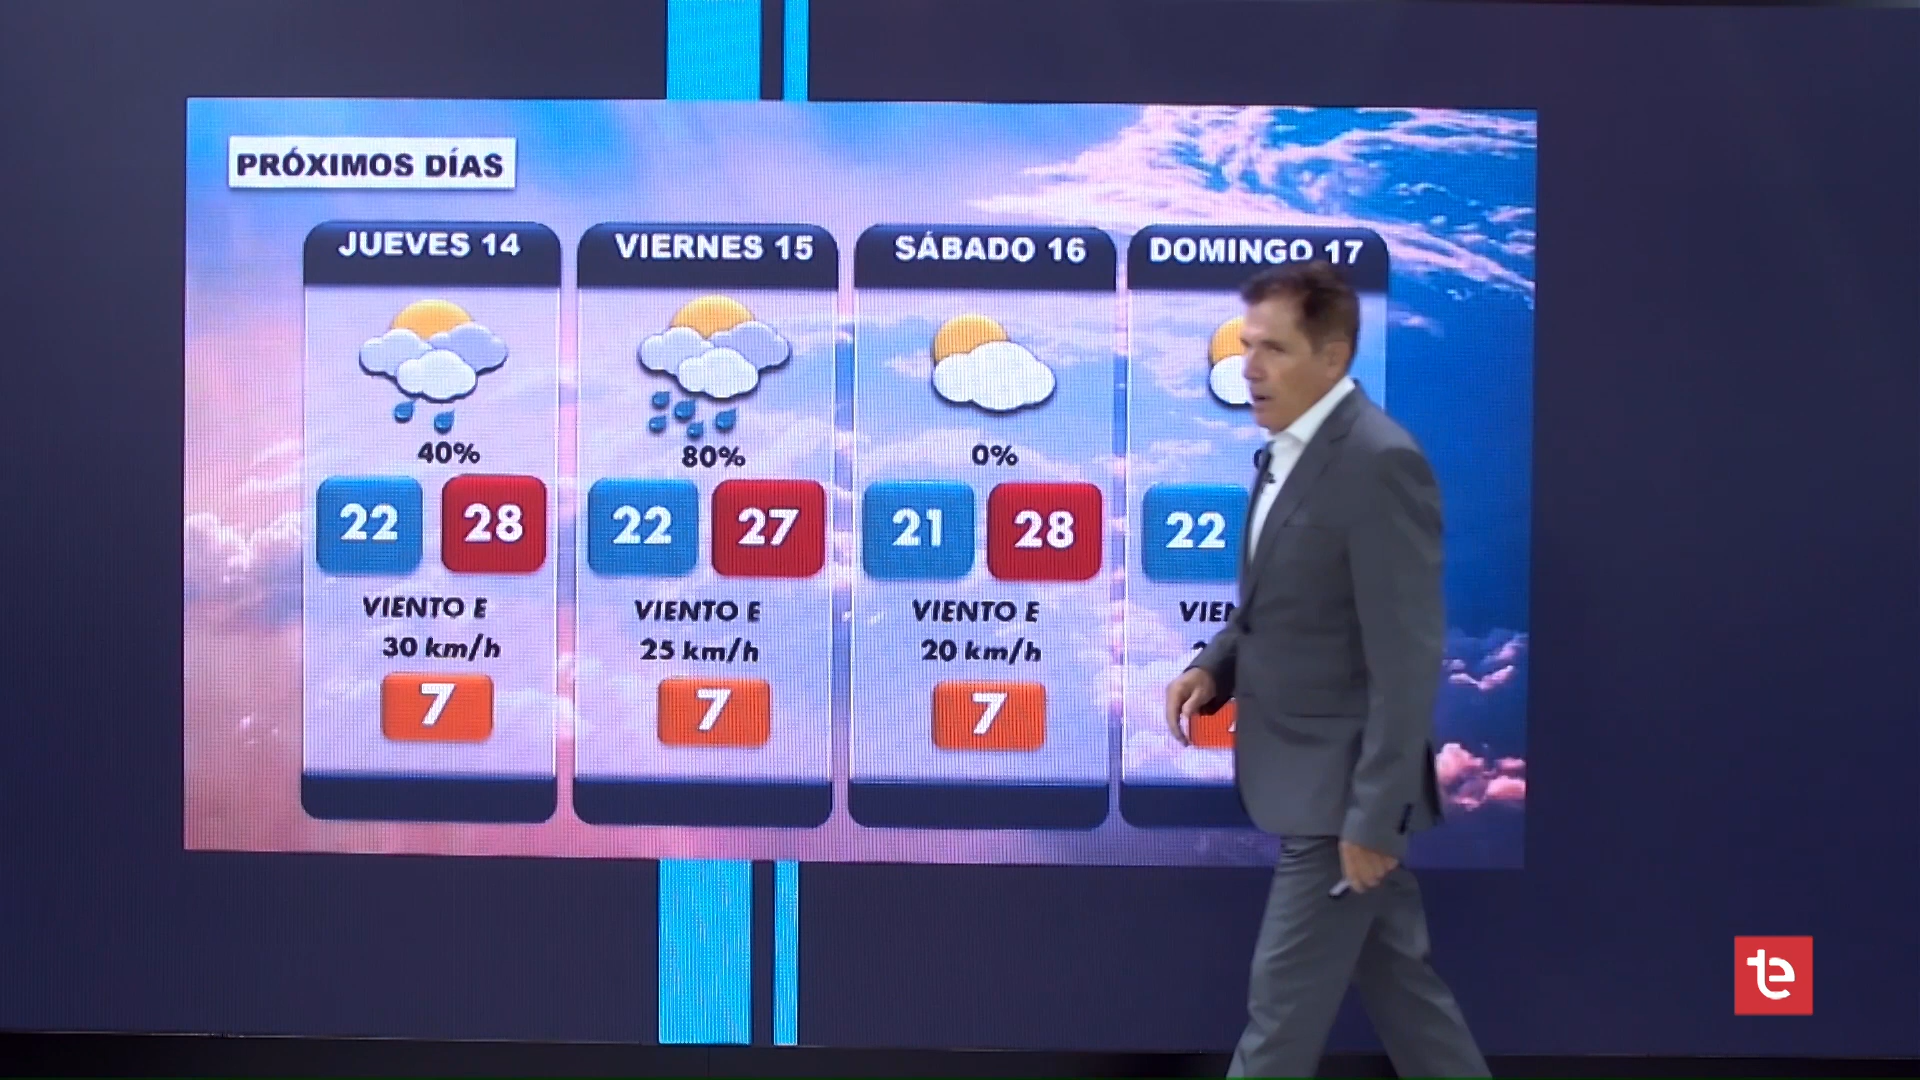 PRÓXIMOS DÍAS
JUEVES 14
40%
22 28
VIENTO E
30 km/h
7
VIERNES 15
80%
22 27
VIENTO E
25 km/h
7
SÁBADO 16
0%
21 28
VIENTO E
20 km/h
7
DOMINGO 17
22
te